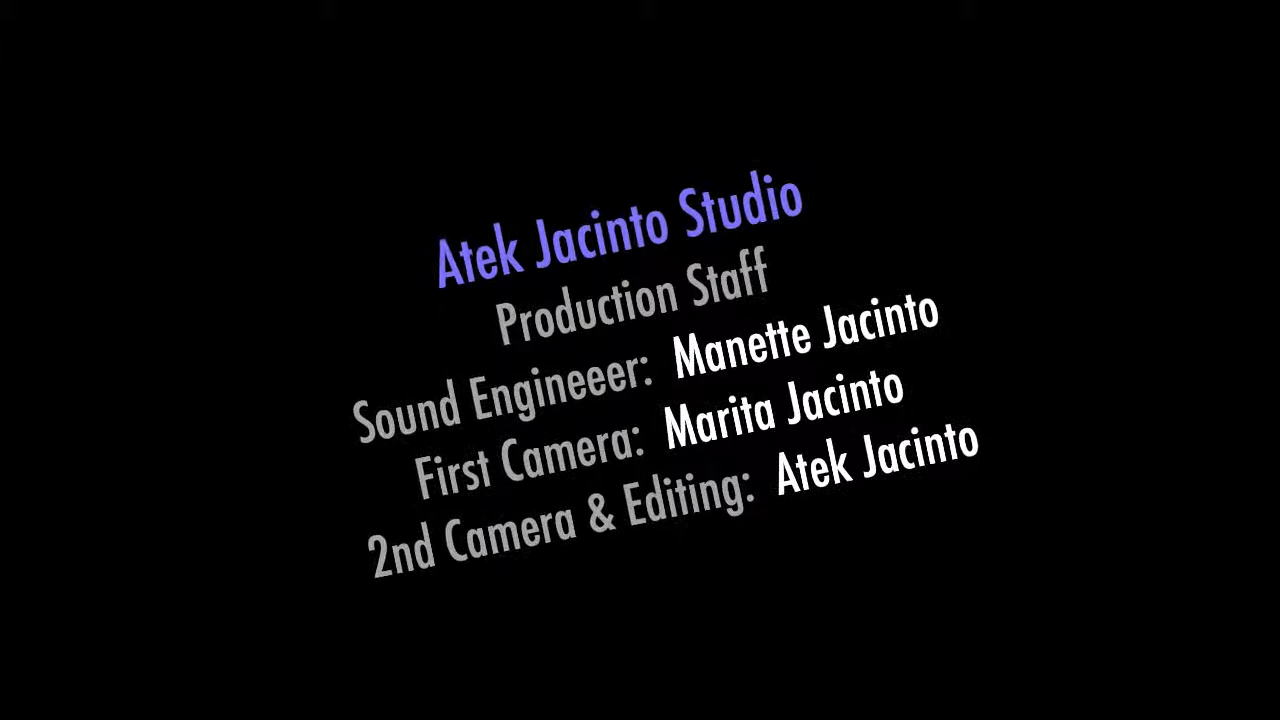 Atek Jacinto Studio
Production Staff
Sound Engineeer: Manette Jacinto
First Camera: Marita Jacinto
2nd Camera & Editing: Atek Jacinto